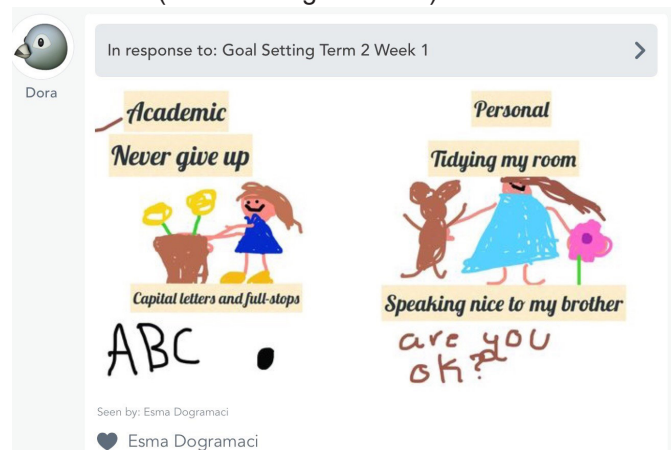 In response to: Goal Setting Term 2 Week 1
Dora
Academic
Never give up
Capital letters and full-stops
ABC .
Personal
Tidying my room
Speaking nice to my brother
are you
ok?
Seen by: Esma Dogramaci
Esma Dogramaci